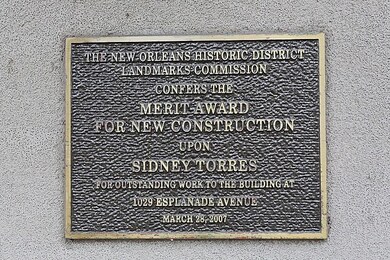 THE NEW ORLEANS HISTORIC DISTRICT
LANDMARKS COMMISSION
CONFERS THE
MERIT AWARD
FOR NEW CONSTRUCTION
UPON
SIDNEY TORRES
FOR OUTSTANDING WORK TO THE BUILDING AT
1029 ESPLANADE AVENUE
MARCH 28, 2007